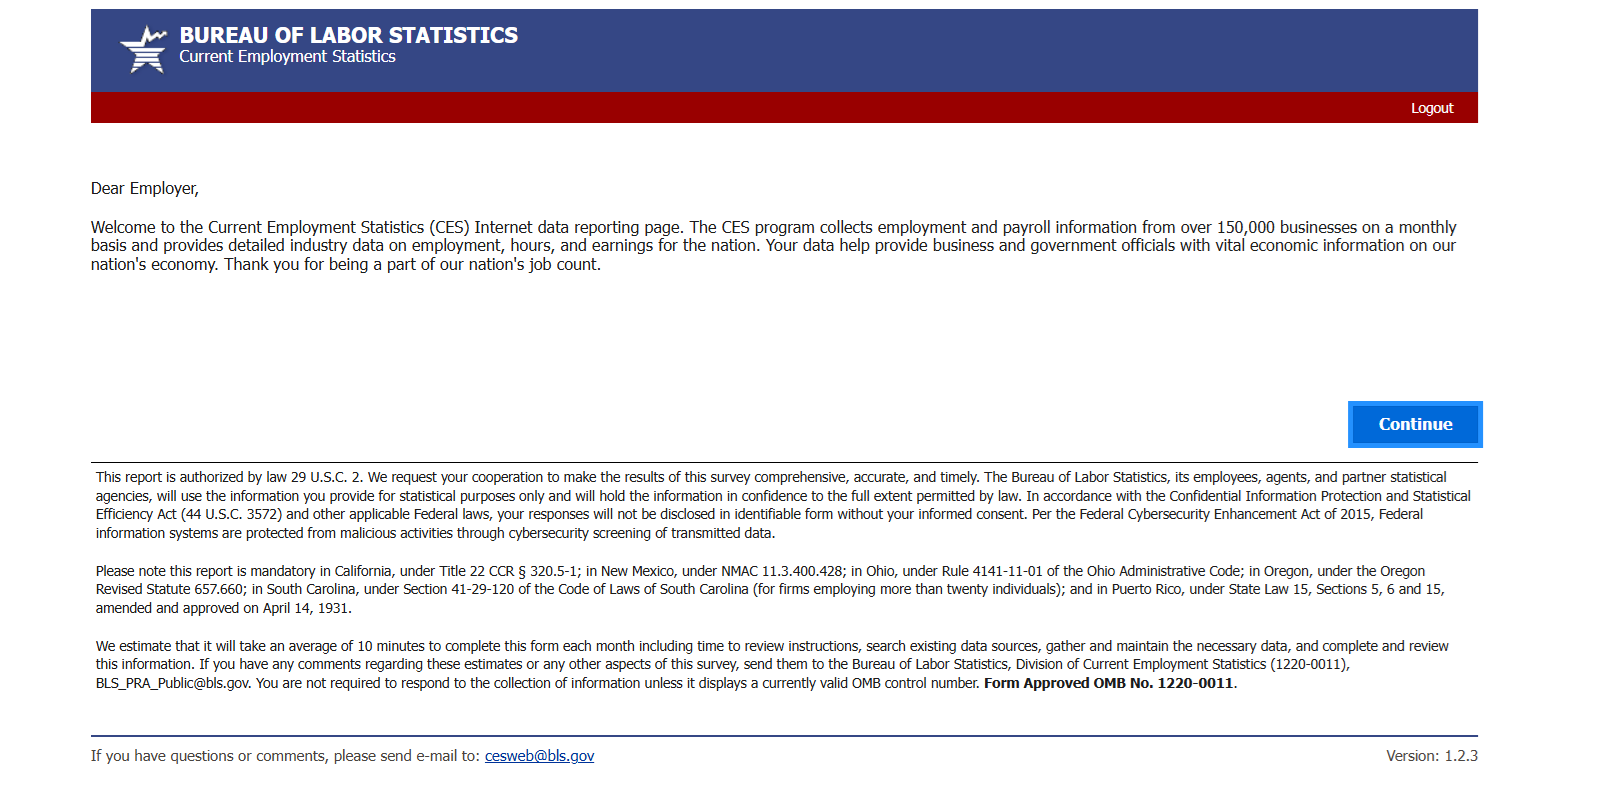 BUREAU OF LABOR STATISTICS
Current Employment Statistics
Logout
Dear Employer,
Welcome to the Current Employment Statistics (CES) Internet data reporting page. The CES program collects employment and payroll information from over 150,000 businesses on a monthly
basis and provides detailed industry data on employment, hours, and earnings for the nation. Your data help provide business and government officials with vital economic information on our
nation's economy. Thank you for being a part of our nation's job count.
Continue
This report is authorized by law 29 U.S.C. 2. We request your cooperation to make the results of this survey comprehensive, accurate, and timely. The Bureau of Labor Statistics, its employees, agents, and partner statistical
agencies, will use the information you provide for statistical purposes only and will hold the information in confidence to the full extent permitted by law. In accordance with the Confidential Information Protection and Statistical
Efficiency Act (44 U.S.C. 3572) and other applicable Federal laws, your responses will not be disclosed in identifiable form without your informed consent. Per the Federal Cybersecurity Enhancement Act of 2015, Federal
information systems are protected from malicious activities through cybersecurity screening of transmitted data.
Please note this report is mandatory in California, under Title 22 CCR § 320.5-1; in New Mexico, under NMAC 11.3.400.428; in Ohio, under Rule 4141-11-01 of the Ohio Administrative Code; in Oregon, under the Oregon
Revised Statute 657.660; in South Carolina, under Section 41-29-120 of the Code of Laws of South Carolina (for firms employing more than twenty individuals); and in Puerto Rico, under State Law 15, Sections 5, 6 and 15,
amended and approved on April 14, 1931.
We estimate that it will take an average of 10 minutes to complete this form each month including time to review instructions, search existing data sources, gather and maintain the necessary data, and complete and review
this information. If you have any comments regarding these estimates or any other aspects of this survey, send them to the Bureau of Labor Statistics, Division of Current Employment Statistics (1220-0011),
BLS_PRA_Public@bls.gov. You are not required to respond to the collection of information unless it displays a currently valid OMB control number. Form Approved OMB No. 1220-0011.
If you have questions or comments, please send e-mail to: cesweb@bls.gov
Version: 1.2.3